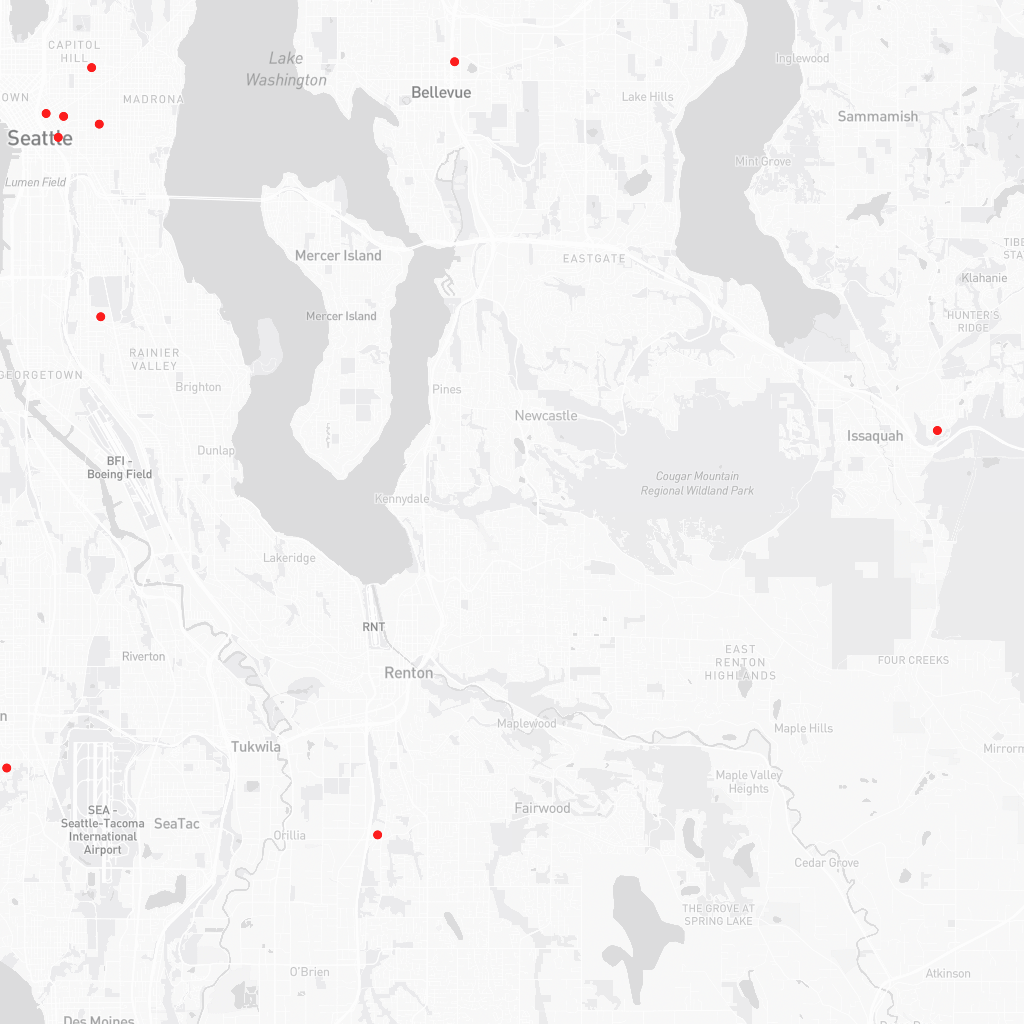 CAPITOL
HILL
Lake
Washington
Inglewood
OWN
MADRONA
Bellevue
Lake Hills
Sammamish
Seattle
Mint Grove
Lumen Field
Mercer Island
EASTGATE
TIBE
STA
Klahanie
Mercer Island
HUNTER'S
RIDGE
RAINIER
VALLEY
GEORGETOWN
Brighton
Pines
Newcastle
Issaquah
Dunlap
BFI -
Boeing Field
Cougar Mountain
Regional Wildland Park
Kennydale
Lakeridge
RNT
Riverton
Renton
EAST
RENTON
HIGHLANDS
FOUR CREEKS
n
Maplewood
Maple Hills
Tukwila
Mirrorm
Maple Valley
Heights
SEA -
Seattle-Tacoma
International
Airport
SeaTac
Fairwood
Orillia
Cedar Grove
THE GROVE AT
SPRING LAKE
O'Brien
Atkinson
Des Moines